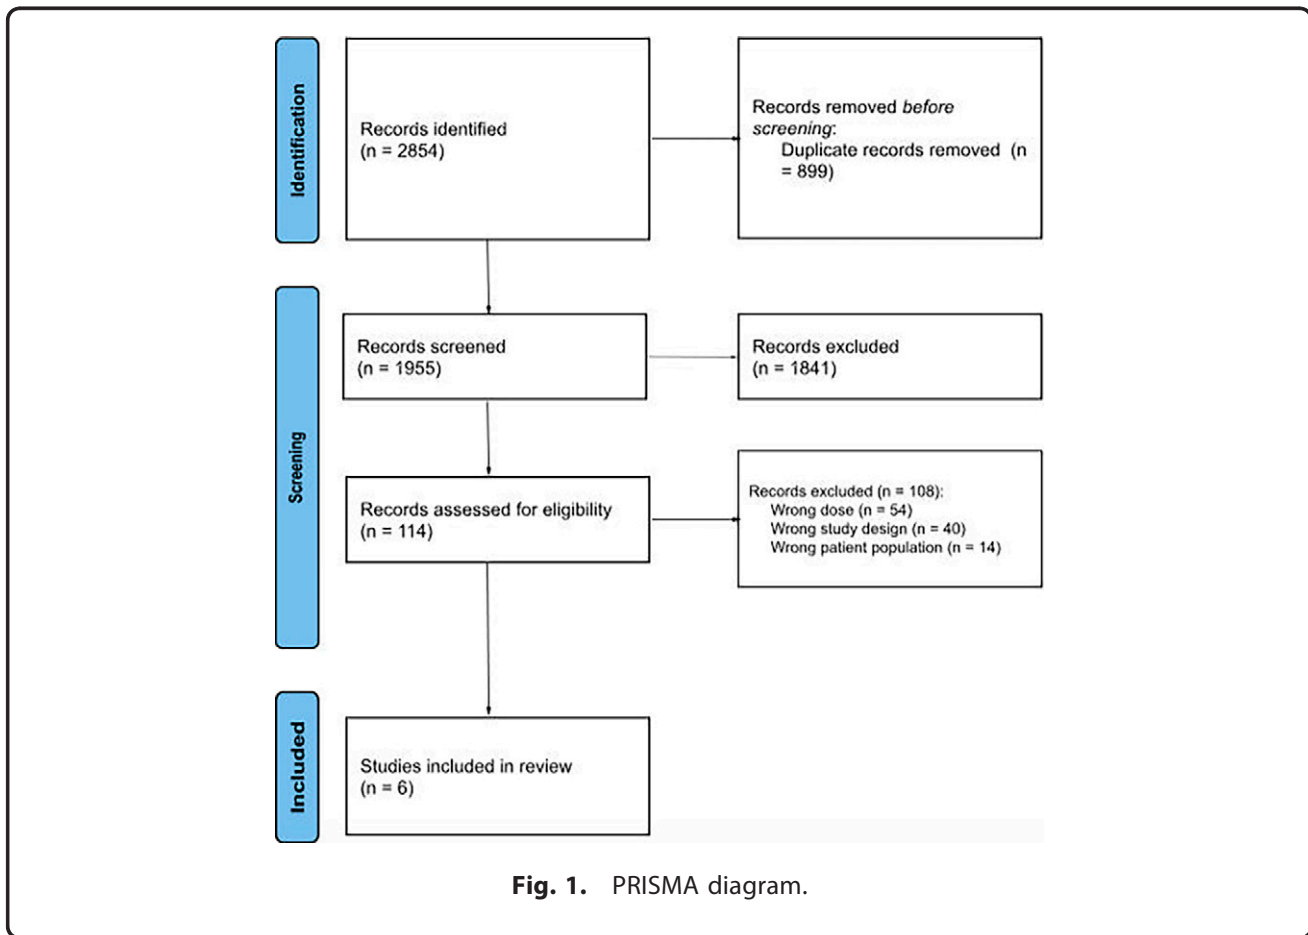 Identification
Records identified
(n = 2854)
Records removed before
screening:
Duplicate records removed (n
= 899)
Screening
Records screened
(n = 1955)
Records excluded
(n = 1841)
Records assessed for eligibility
(n = 114)
Records excluded (n = 108):
Wrong dose (n = 54)
Wrong study design (n = 40)
Wrong patient population (n = 14)
Included
Studies included in review
(n = 6)
Fig. 1. PRISMA diagram.